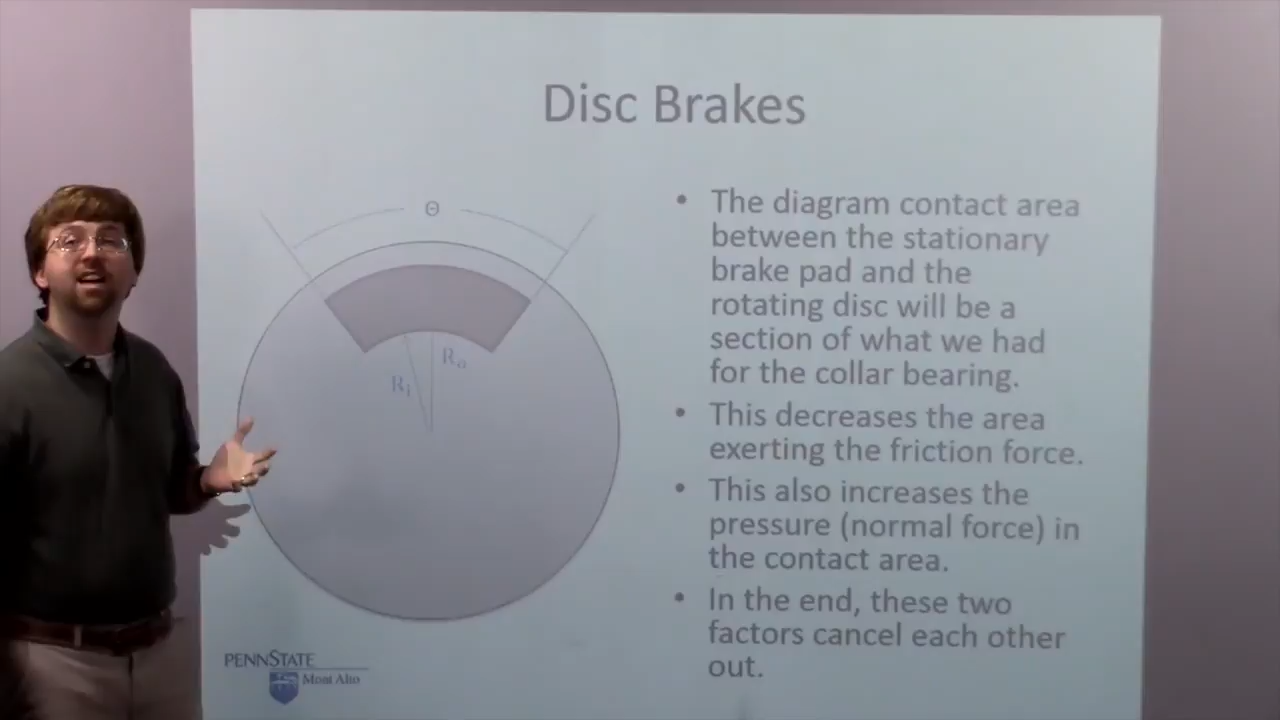 Disc Brakes
Θ
Ro
Ri
• The diagram contact area
between the stationary
brake pad and the
rotating disc will be a
section of what we had
for the collar bearing.
• This decreases the area
exerting the friction force.
• This also increases the
pressure (normal force) in
the contact area.
• In the end, these two
factors cancel each other
out.
PENNSTATE
Mont Alto